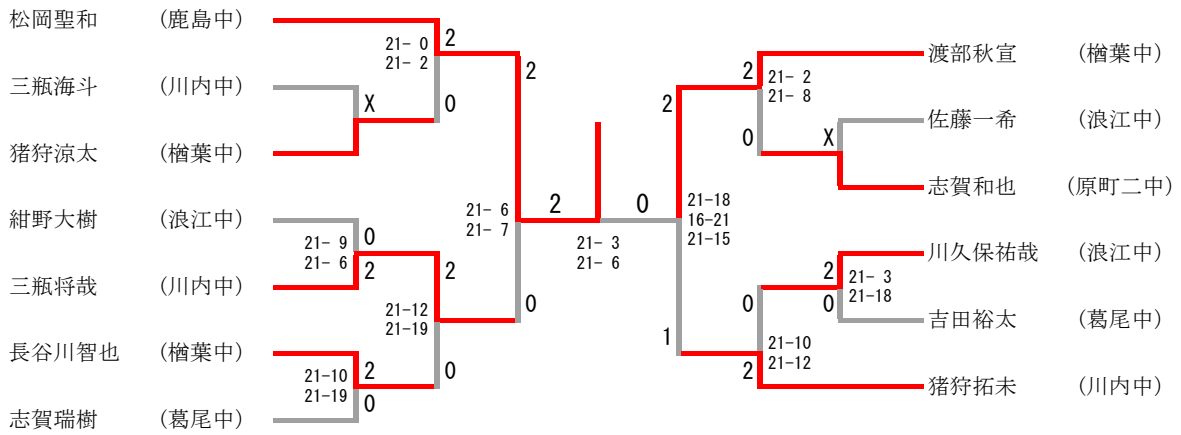 松岡聖和 (鹿島中)
三瓶海斗 (川内中)
猪狩涼太 (楢葉中)
紺野大樹 (浪江中)
三瓶将哉 (川内中)
長谷川智也 (楢葉中)
志賀瑞樹 (葛尾中)
21- 0
21- 2
2
0
X
21- 9
21- 6
0
2
21-10
21-19
2
0
21-12
21-19
2
0
21- 6
21- 7
2
0
2
0
21- 3
21- 6
2
1
21-18
16-21
21-15
2
0
21- 2
21- 8
X
0
2
21-10
21-12
2
0
21- 3
21-18
渡部秋宣 (楢葉中)
佐藤一希 (浪江中)
志賀和也 (原町二中)
川久保祐哉 (浪江中)
吉田裕太 (葛尾中)
猪狩拓未 (川内中)